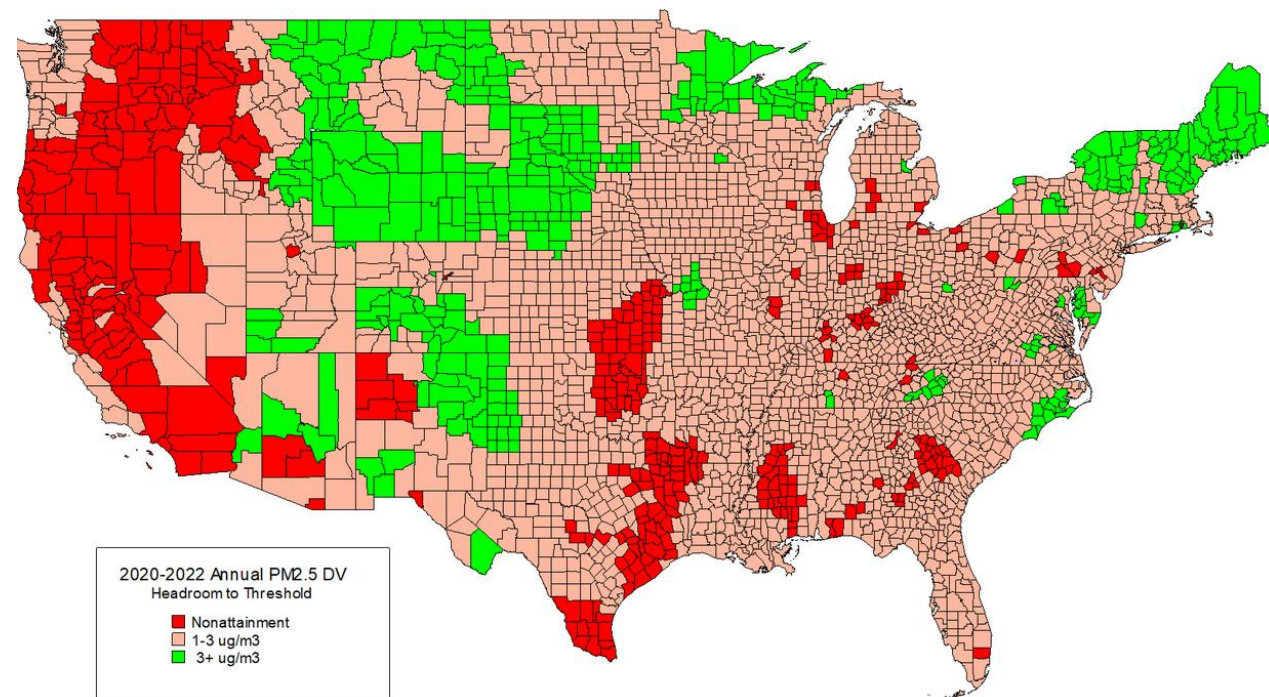 2020-2022 Annual PM2.5 DV
Headroom to Threshold
Nonattainment
1-3 ug/m3
3+ ug/m3